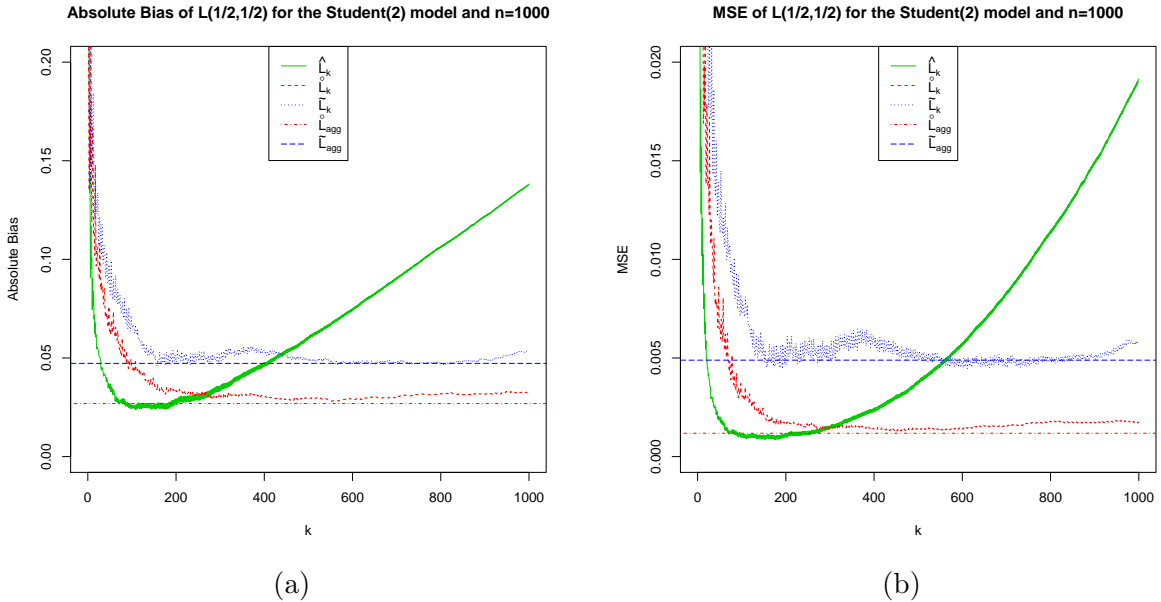 Absolute Bias of L(1/2,1/2) for the Student(2) model and n=1000
Absolute Bias
0.20
0.15
0.10
0.05
0.00
L̂k
L̊k
L̃k
L̊agg
L̃agg
0 200 400 600 800 1000
k
(a)
MSE of L(1/2,1/2) for the Student(2) model and n=1000
MSE
0.020
0.015
0.010
0.005
0.000
L̂k
L̊k
L̃k
L̊agg
L̃agg
0 200 400 600 800 1000
k
(b)